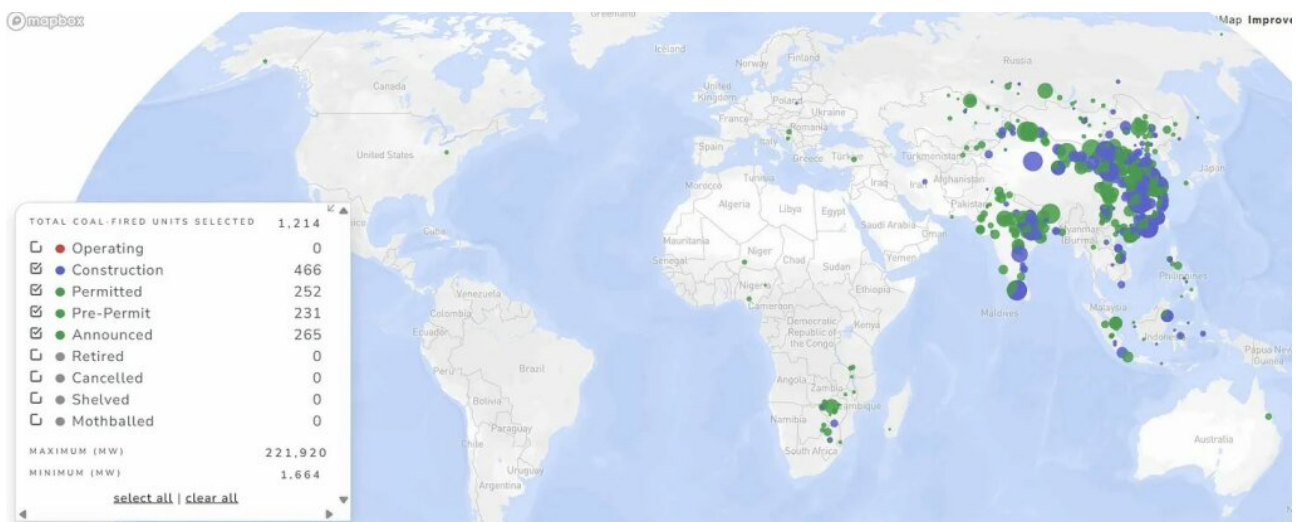 mapbox
Map Improve
Greenland
Iceland
Norway
Finland
Russia
Canada
United Kingdom
Poland
Ukraine
France
Romania
Italy
Spain
Greece
Türkiye
Turkmenistan
United States
Tunisia
Morocco
Iraq
Iran
Afghanistan
Japan
Algeria
Libya
Egypt
Pakistan
Saudi Arabia
Oman
Myanmar (Burma)
Cuba
Mauritania
Niger
Chad
Sudan
Yemen
Senegal
Philippines
Nigeria
Ethiopia
Venezuela
Cameroon
Maldives
Malaysia
Colombia
Kenya
Ecuador
Democratic Republic of the Congo
Indonesia
Papua New Guinea
Peru
Brazil
Angola
Zambia
Bolivia
Namibia
Paraguay
Australia
Chile
South Africa
Uruguay
Argentina
TOTAL COAL-FIRED UNITS SELECTED 1,214
Operating 0
Construction 466
Permitted 252
Pre-Permit 231
Announced 265
Retired 0
Cancelled 0
Shelved 0
Mothballed 0
MAXIMUM (MW) 221,920
MINIMUM (MW) 1,664
select all | clear all